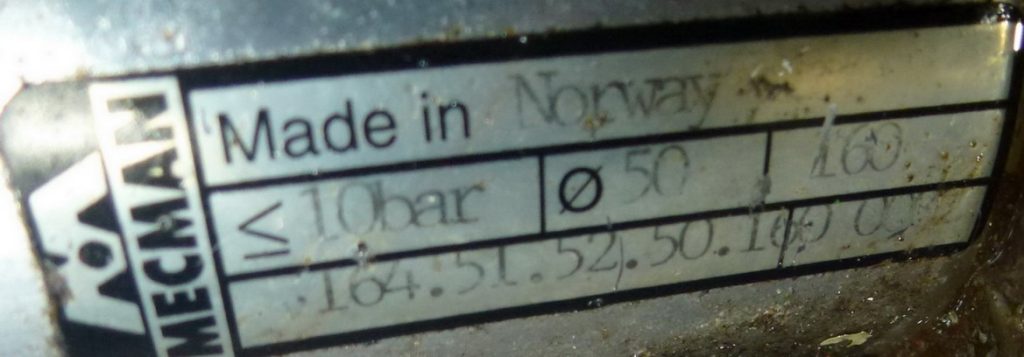 MECMAN
Made in Norway
≤ 10bar Ø 50 160
.164.51.52.50.160